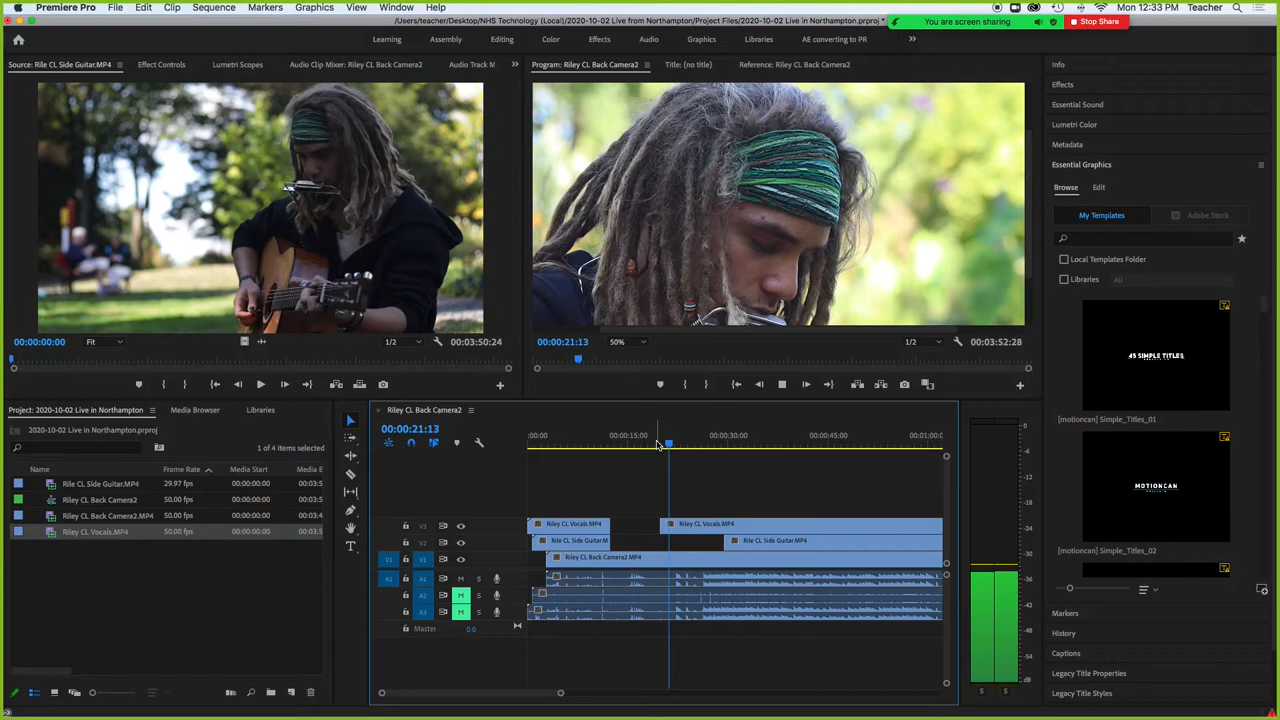 Premiere Pro File Edit Clip Sequence Markers Graphics View Window Help Mon 12:33 PM Teacher
/Users/teacher/Desktop/NHS Technology (Local)/2020-10-02 Live from Northampton/Project Files/2020-10-02 Live in Northampton.prproj *
You are screen sharing Stop Share
Learning Assembly Editing Color Effects Audio Graphics Libraries AE converting to PR
Source: Rile CL Side Guitar.MP4 Effect Controls Lumetri Scopes Audio Clip Mixer: Riley CL Back Camera2 Audio Track M
Program: Riley CL Back Camera2 Title: (no title) Reference: Riley CL Back Camera2
Info
Effects
Essential Sound
Lumetri Color
Metadata
Essential Graphics
Browse Edit
My Templates Adobe Stock
Local Templates Folder
Libraries All
45 SIMPLE TITLES
[motioncan] Simple_Titles_01
MOTIONCAN
[motioncan] Simple_Titles_02
Markers
History
Captions
Legacy Title Properties
Legacy Title Styles
00:00:00:00 Fit 1/2 00:03:50:24
00:00:21:13 50% 1/2 00:03:52:28
Project: 2020-10-02 Live in Northampton Media Browser Libraries
2020-10-02 Live in Northampton.prproj
1 of 4 items selected
Name Frame Rate Media Start Media E
Rile CL Side Guitar.MP4 29.97 fps 00:00:00:00 00:03:5
Riley CL Back Camera2 50.00 fps 00:00:00:00 00:03:5
Riley CL Back Camera2.MP4 50.00 fps 00:00:00:00 00:03:4
Riley CL Vocals.MP4 50.00 fps 00:00:00:00 00:03:5
Riley CL Back Camera2
00:00:21:13
:00:00 00:00:15:00 00:00:30:00 00:00:45:00 00:01:00:0
V3 Riley CL Vocals.MP4 Riley CL Vocals.MP4
V2 Rile CL Side Guitar.M Rile CL Side Guitar.MP4
V1 V1 Riley CL Back Camera2.MP4
A1 A1 M S
A2 M S
A3 M S
Master 0.0
0
-6
-12
-18
-24
-30
-36
-42
-48
-54
dB
S S